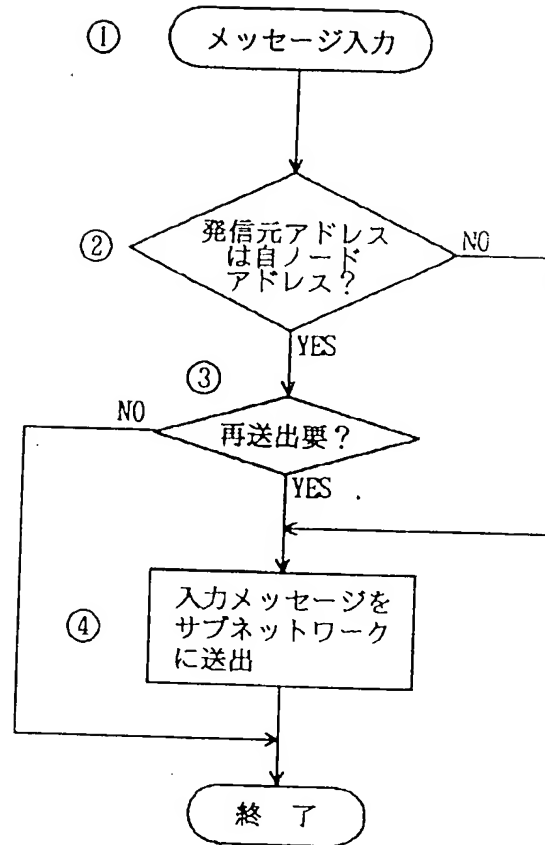 ① メッセージ入力
② 発信元アドレス
は自ノード
アドレス?
NO
YES
③
再送出要?
NO
YES
④ 入力メッセージを
サブネットワーク
に送出
終 了